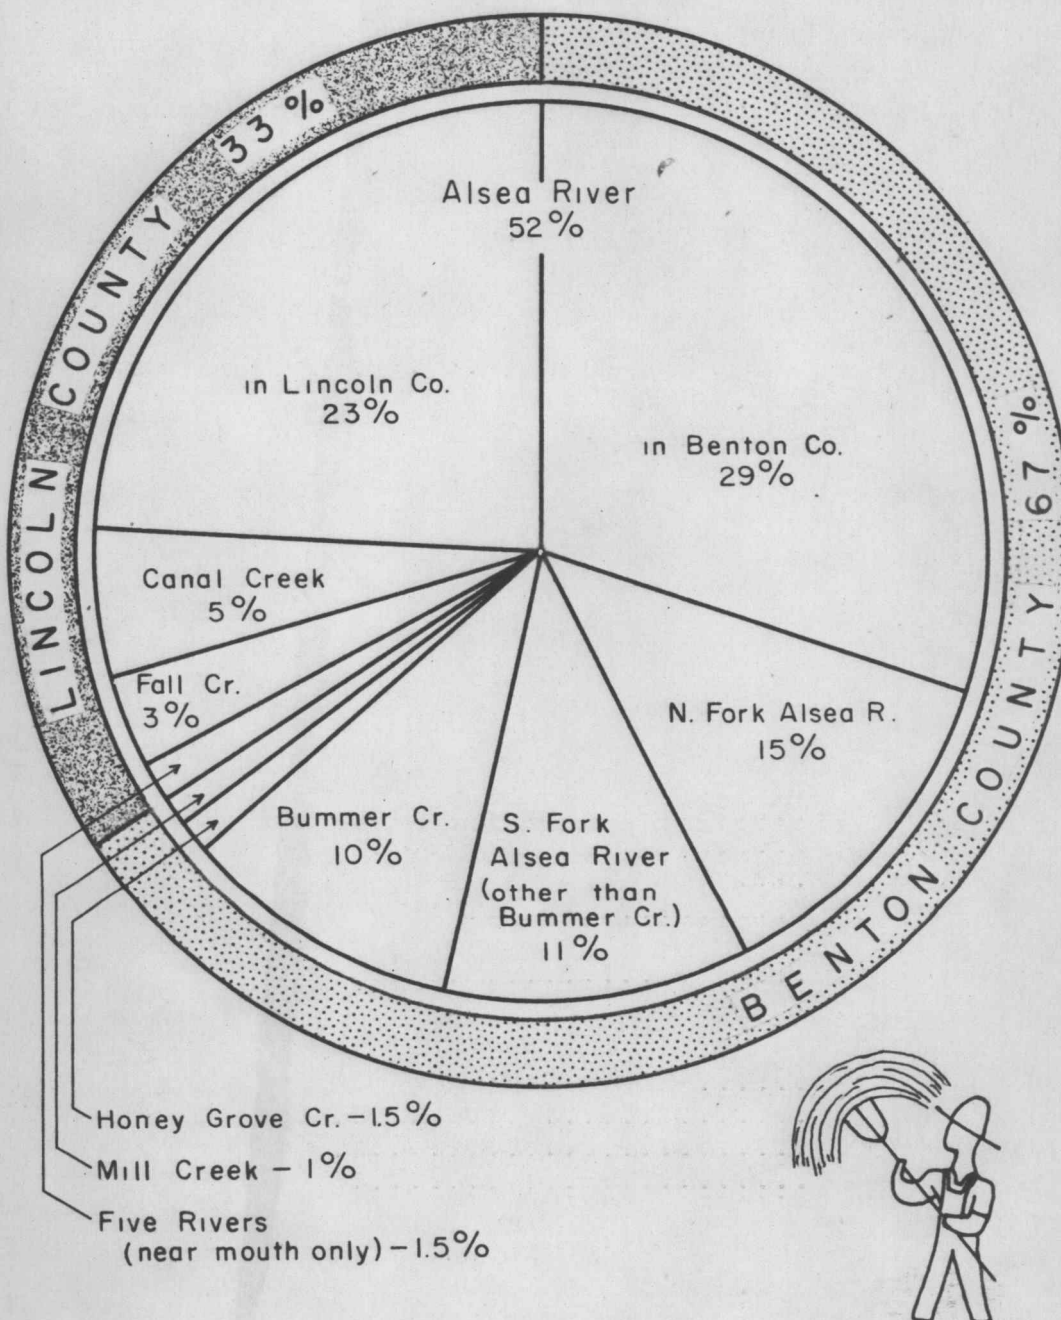 LINCOLN COUNTY 33%
67% BENTON COUNTY
Alsea River
52%
in Lincoln Co.
23%
in Benton Co.
29%
Canal Creek
5%
Fall Cr.
3%
N. Fork Alsea R.
15%
Bummer Cr.
10%
S. Fork
Alsea River
(other than
Bummer Cr.)
11%
Honey Grove Cr. – 1.5%
Mill Creek – 1%
Five Rivers
(near mouth only) – 1.5%